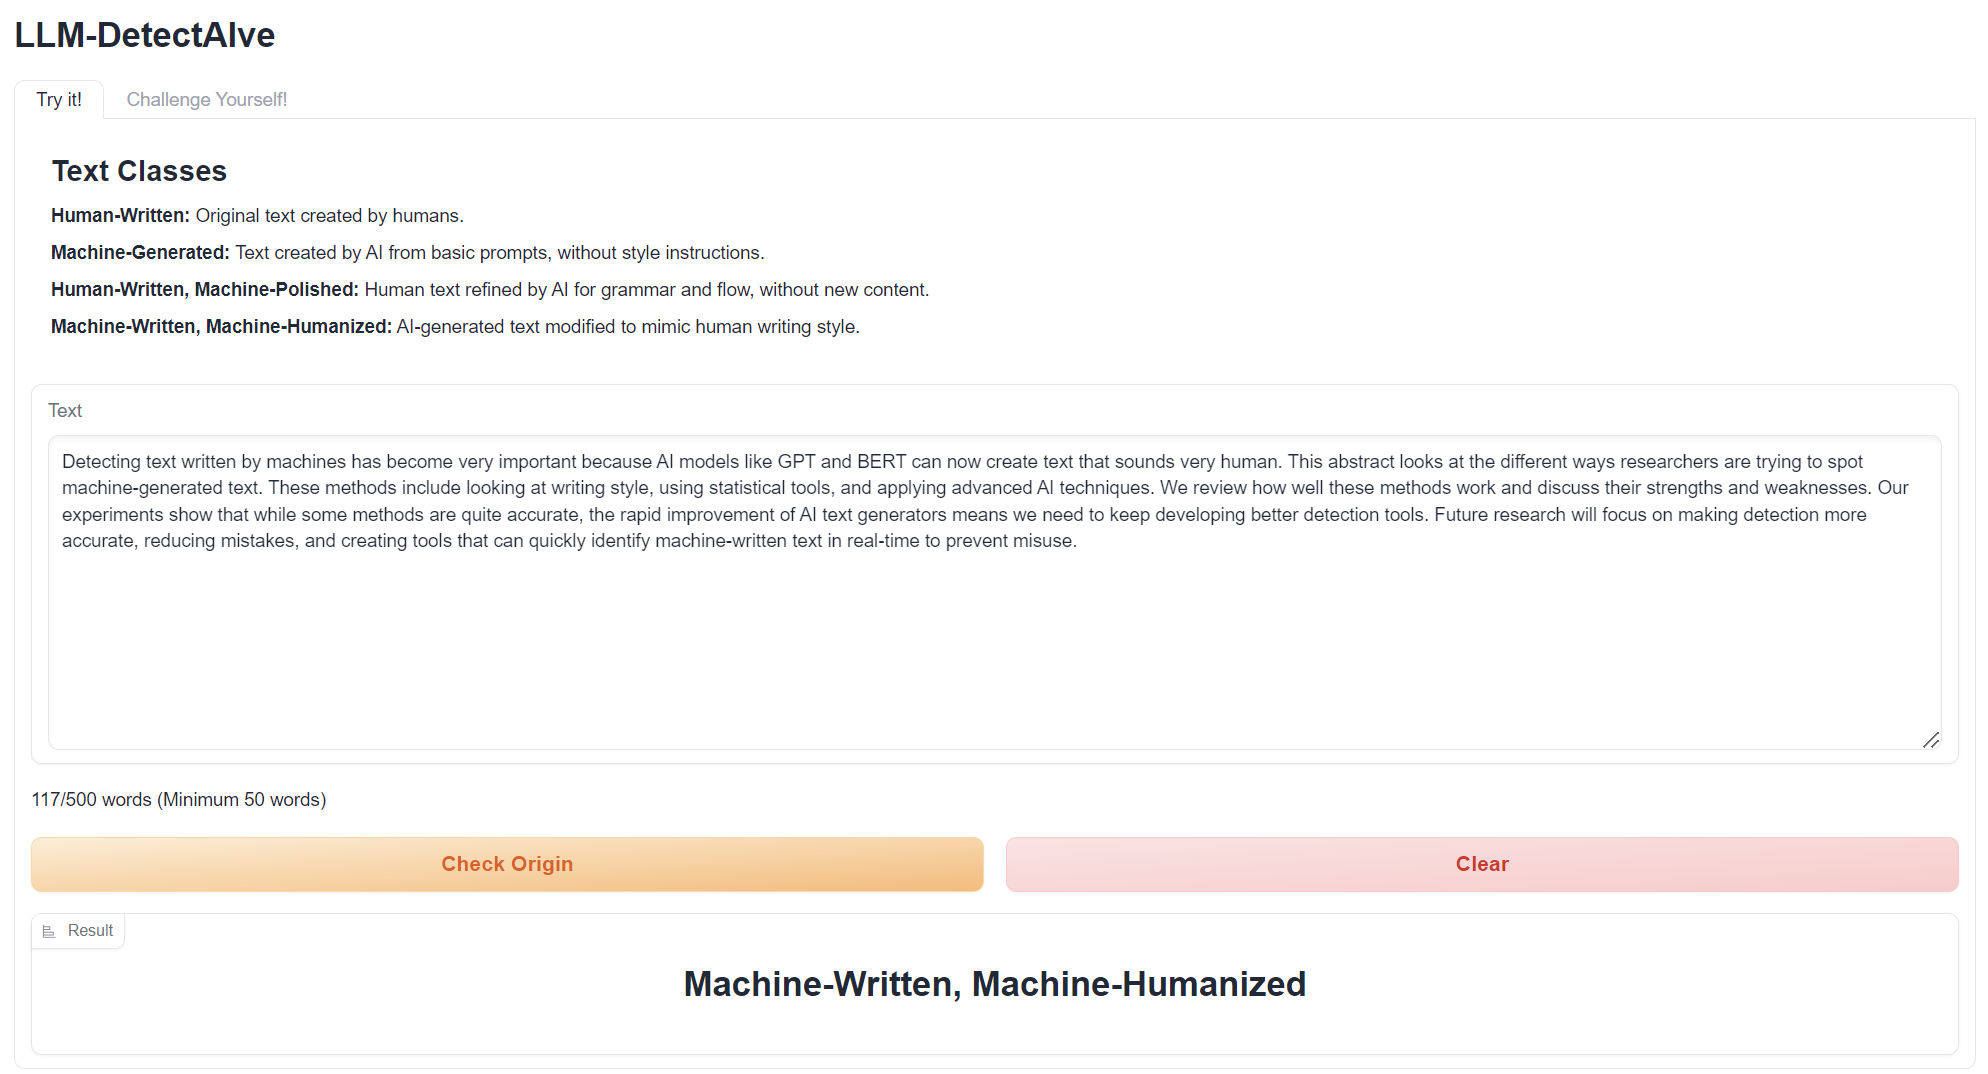 LLM-DetectAIve
Try it!
Challenge Yourself!
Text Classes
Human-Written: Original text created by humans.
Machine-Generated: Text created by AI from basic prompts, without style instructions.
Human-Written, Machine-Polished: Human text refined by AI for grammar and flow, without new content.
Machine-Written, Machine-Humanized: AI-generated text modified to mimic human writing style.
Text
Detecting text written by machines has become very important because AI models like GPT and BERT can now create text that sounds very human. This abstract looks at the different ways researchers are trying to spot
machine-generated text. These methods include looking at writing style, using statistical tools, and applying advanced AI techniques. We review how well these methods work and discuss their strengths and weaknesses. Our
experiments show that while some methods are quite accurate, the rapid improvement of AI text generators means we need to keep developing better detection tools. Future research will focus on making detection more
accurate, reducing mistakes, and creating tools that can quickly identify machine-written text in real-time to prevent misuse.
117/500 words (Minimum 50 words)
Check Origin
Clear
Result
Machine-Written, Machine-Humanized